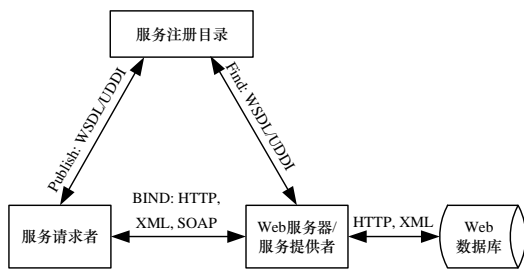 服务注册目录
Publish: WSDL/UDDI
Find: WSDL/UDDI
BIND: HTTP,
XML, SOAP
服务请求者
Web服务器/
服务提供者
HTTP, XML
Web
数据库